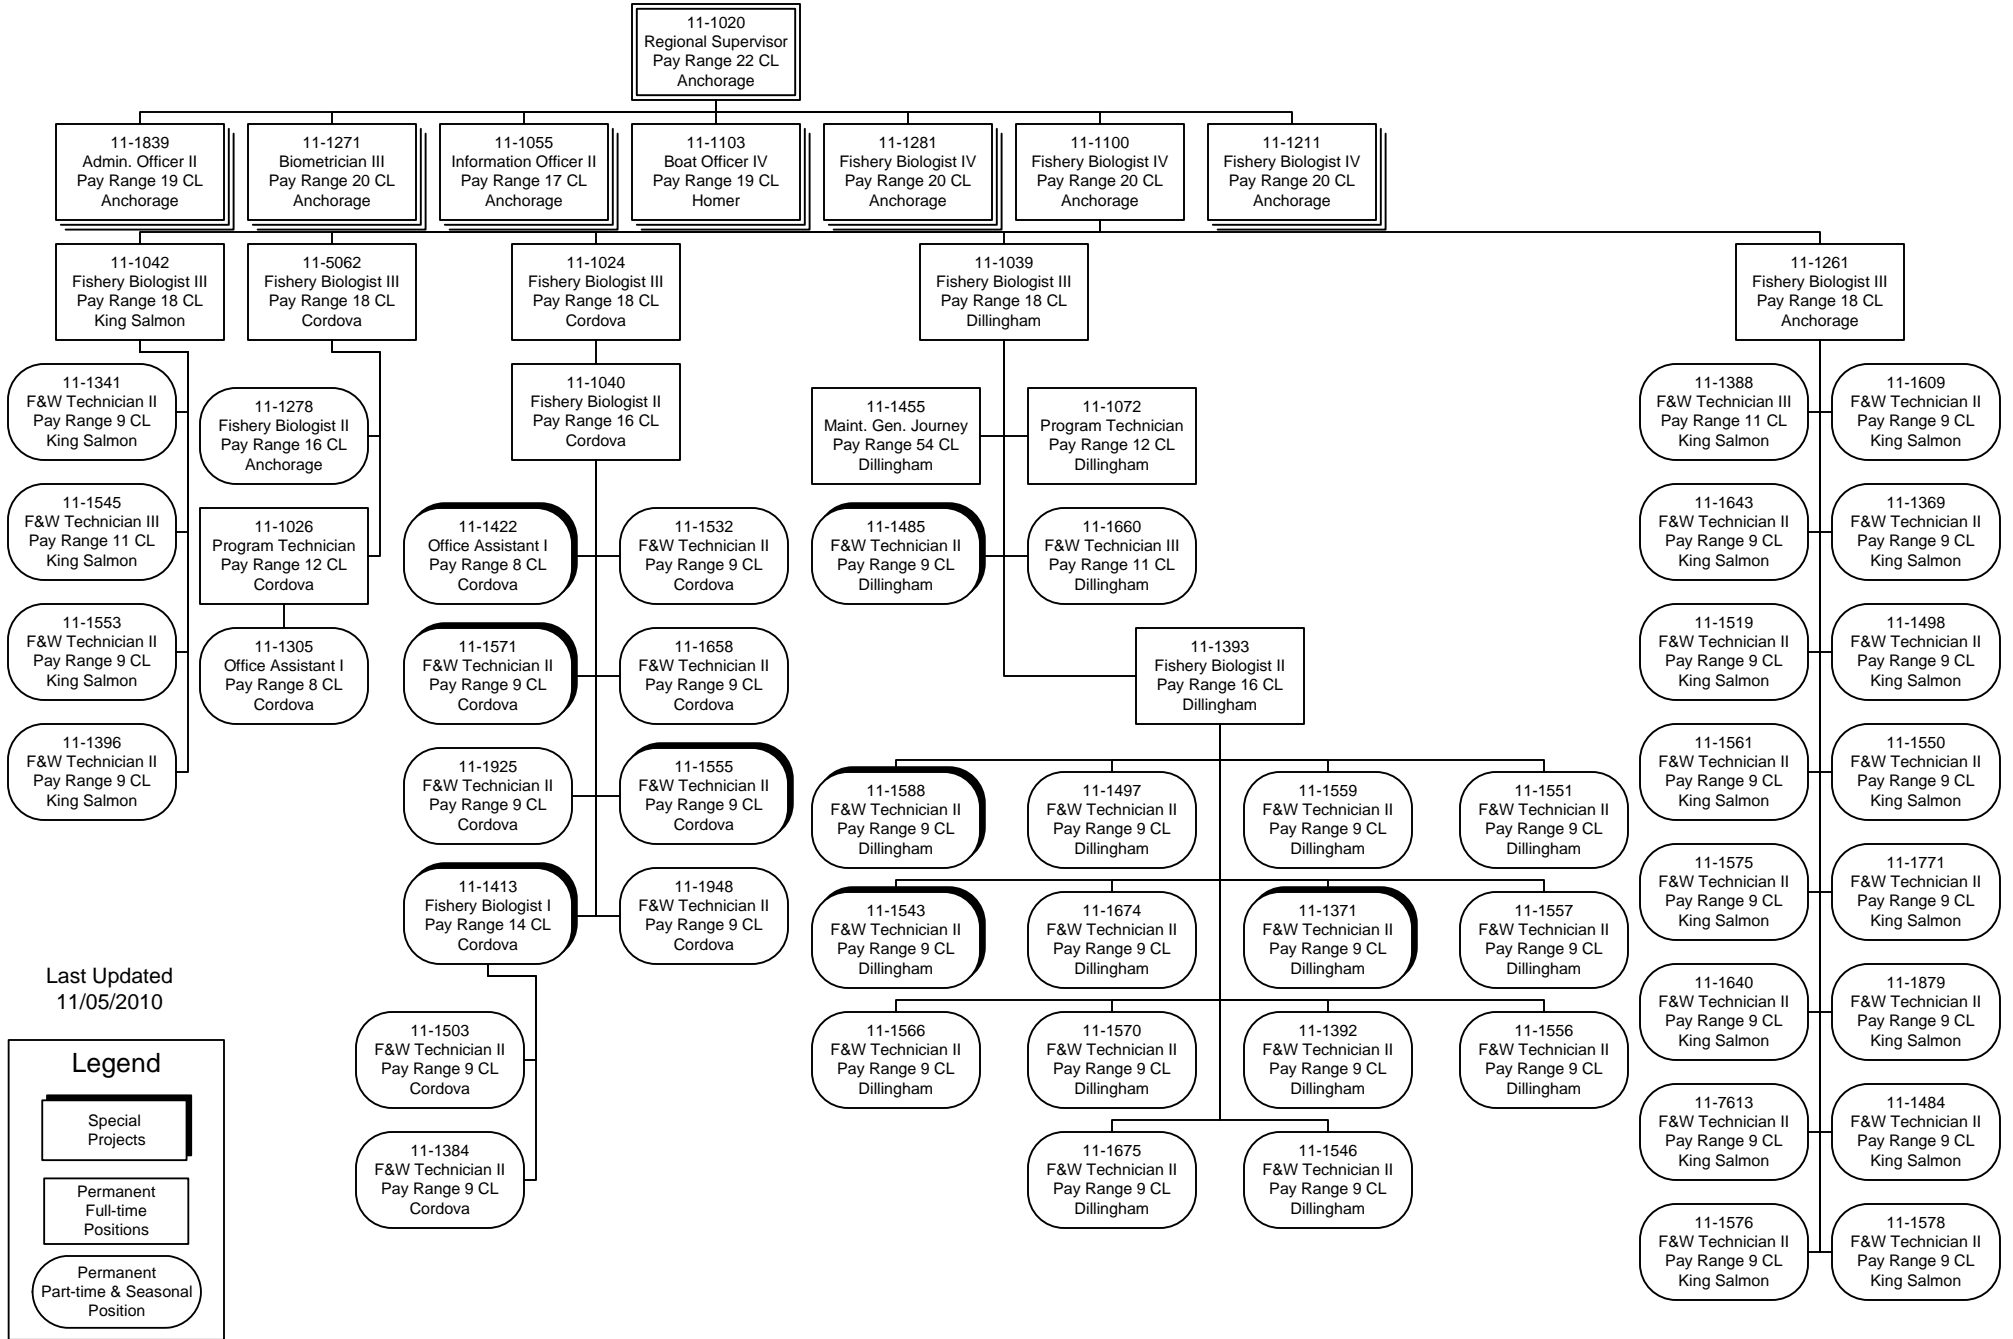 11-1020
Regional Supervisor
Pay Range 22 CL
Anchorage
11-1839
Admin. Officer II
Pay Range 19 CL
Anchorage
11-1271
Biometrician III
Pay Range 20 CL
Anchorage
11-1055
Information Officer II
Pay Range 17 CL
Anchorage
11-1103
Boat Officer IV
Pay Range 19 CL
Homer
11-1281
Fishery Biologist IV
Pay Range 20 CL
Anchorage
11-1100
Fishery Biologist IV
Pay Range 20 CL
Anchorage
11-1211
Fishery Biologist IV
Pay Range 20 CL
Anchorage
11-1042
Fishery Biologist III
Pay Range 18 CL
King Salmon
11-5062
Fishery Biologist III
Pay Range 18 CL
Cordova
11-1024
Fishery Biologist III
Pay Range 18 CL
Cordova
11-1039
Fishery Biologist III
Pay Range 18 CL
Dillingham
11-1261
Fishery Biologist III
Pay Range 18 CL
Anchorage
11-1341
F&W Technician II
Pay Range 9 CL
King Salmon
11-1545
F&W Technician III
Pay Range 11 CL
King Salmon
11-1553
F&W Technician II
Pay Range 9 CL
King Salmon
11-1396
F&W Technician II
Pay Range 9 CL
King Salmon
11-1278
Fishery Biologist II
Pay Range 16 CL
Anchorage
11-1026
Program Technician
Pay Range 12 CL
Cordova
11-1305
Office Assistant I
Pay Range 8 CL
Cordova
11-1040
Fishery Biologist II
Pay Range 16 CL
Cordova
11-1422
Office Assistant I
Pay Range 8 CL
Cordova
11-1532
F&W Technician II
Pay Range 9 CL
Cordova
11-1571
F&W Technician II
Pay Range 9 CL
Cordova
11-1658
F&W Technician II
Pay Range 9 CL
Cordova
11-1925
F&W Technician II
Pay Range 9 CL
Cordova
11-1555
F&W Technician II
Pay Range 9 CL
Cordova
11-1413
Fishery Biologist I
Pay Range 14 CL
Cordova
11-1948
F&W Technician II
Pay Range 9 CL
Cordova
11-1503
F&W Technician II
Pay Range 9 CL
Cordova
11-1384
F&W Technician II
Pay Range 9 CL
Cordova
11-1455
Maint. Gen. Journey
Pay Range 54 CL
Dillingham
11-1072
Program Technician
Pay Range 12 CL
Dillingham
11-1485
F&W Technician II
Pay Range 9 CL
Dillingham
11-1660
F&W Technician III
Pay Range 11 CL
Dillingham
11-1393
Fishery Biologist II
Pay Range 16 CL
Dillingham
11-1588
F&W Technician II
Pay Range 9 CL
Dillingham
11-1497
F&W Technician II
Pay Range 9 CL
Dillingham
11-1559
F&W Technician II
Pay Range 9 CL
Dillingham
11-1551
F&W Technician II
Pay Range 9 CL
Dillingham
11-1543
F&W Technician II
Pay Range 9 CL
Dillingham
11-1674
F&W Technician II
Pay Range 9 CL
Dillingham
11-1371
F&W Technician II
Pay Range 9 CL
Dillingham
11-1557
F&W Technician II
Pay Range 9 CL
Dillingham
11-1566
F&W Technician II
Pay Range 9 CL
Dillingham
11-1570
F&W Technician II
Pay Range 9 CL
Dillingham
11-1392
F&W Technician II
Pay Range 9 CL
Dillingham
11-1556
F&W Technician II
Pay Range 9 CL
Dillingham
11-1675
F&W Technician II
Pay Range 9 CL
Dillingham
11-1546
F&W Technician II
Pay Range 9 CL
Dillingham
11-1388
F&W Technician III
Pay Range 11 CL
King Salmon
11-1609
F&W Technician II
Pay Range 9 CL
King Salmon
11-1643
F&W Technician II
Pay Range 9 CL
King Salmon
11-1369
F&W Technician II
Pay Range 9 CL
King Salmon
11-1519
F&W Technician II
Pay Range 9 CL
King Salmon
11-1498
F&W Technician II
Pay Range 9 CL
King Salmon
11-1561
F&W Technician II
Pay Range 9 CL
King Salmon
11-1550
F&W Technician II
Pay Range 9 CL
King Salmon
11-1575
F&W Technician II
Pay Range 9 CL
King Salmon
11-1771
F&W Technician II
Pay Range 9 CL
King Salmon
11-1640
F&W Technician II
Pay Range 9 CL
King Salmon
11-1879
F&W Technician II
Pay Range 9 CL
King Salmon
11-7613
F&W Technician II
Pay Range 9 CL
King Salmon
11-1484
F&W Technician II
Pay Range 9 CL
King Salmon
11-1576
F&W Technician II
Pay Range 9 CL
King Salmon
11-1578
F&W Technician II
Pay Range 9 CL
King Salmon
Last Updated
11/05/2010
Legend
Special
Projects
Permanent
Full-time
Positions
Permanent
Part-time & Seasonal
Position